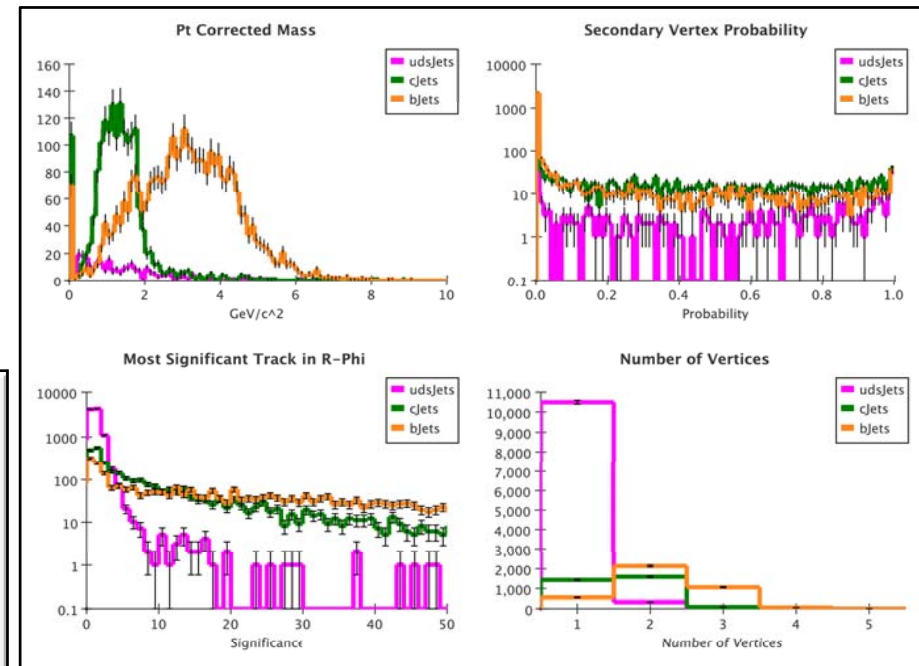 Pt Corrected Mass
udsJets
cJets
bJets
160
140
120
100
80
60
40
20
0
0 2 4 6 8 10
GeV/c^2
Secondary Vertex Probability
udsJets
cJets
bJets
10000
1000
100
10
1
0.1
0.0 0.2 0.4 0.6 0.8 1.0
Probability
Most Significant Track in R-Phi
udsJets
cJets
bJets
10000
1000
100
10
1
0.1
0 10 20 30 40 50
Significance
Number of Vertices
udsJets
cJets
bJets
11,000
10,000
9,000
8,000
7,000
6,000
5,000
4,000
3,000
2,000
1,000
0
1 2 3 4 5
Number of Vertices